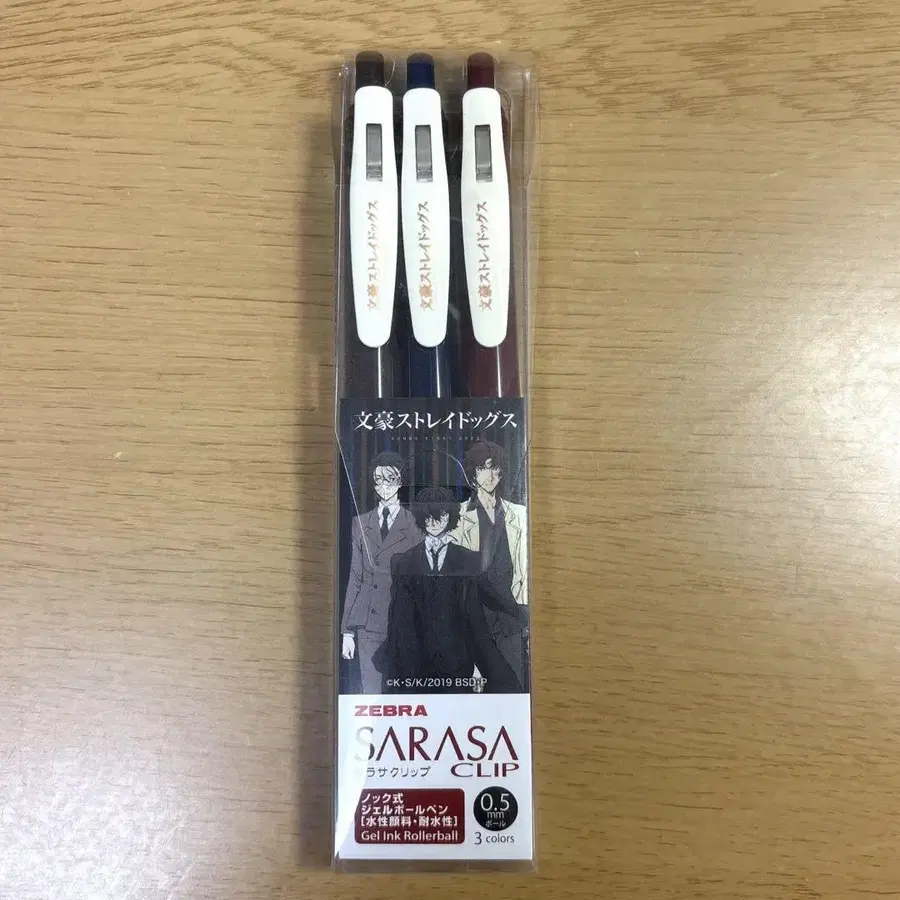 文豪ストレイドッグス
文豪ストレイドッグス
文豪ストレイドッグス
文豪ストレイドッグス
©K・S/K/2019 BSD・P
ZEBRA
SARASA
サラサクリップ CLIP
ノック式
ジェルボールペン
[水性顔料・耐水性]
Gel Ink Rollerball
0.5
mm
ボール
3 colors